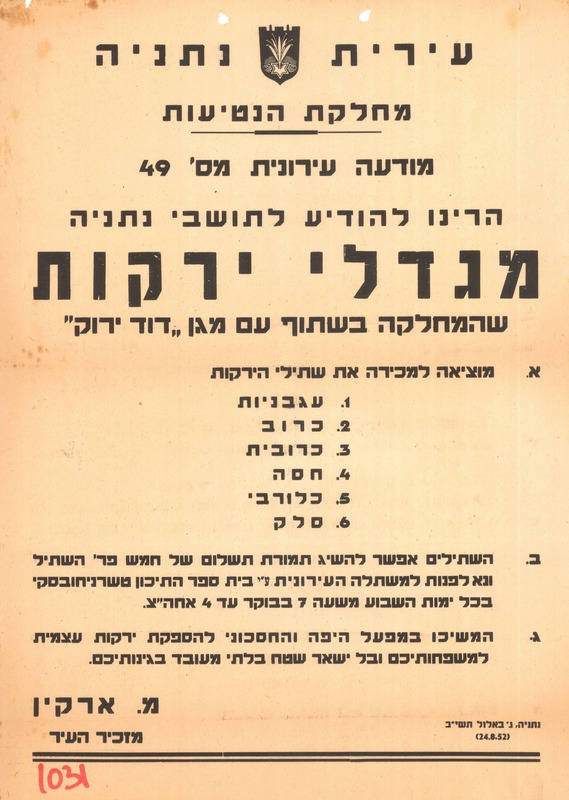 עירית נתניה
מחלקת הנטיעות
מודעה עירונית מס' 49
הרינו להודיע לתושבי נתניה
מגדלי ירקות
שהמחלקה בשתוף עם מגן „דוד ירוק"
א. מוציאה למכירה את שתילי הירקות
1. עגבניות
2. כרוב
3. כרובית
4. חסה
5. כלורבי
6. סלק
ב. השתילים אפשר להשיג תמורת תשלום של חמש פר' השתיל
ונא לפנות למשתלה העירונית ע"י בית ספר התיכון טשרניחובסקי
בכל ימות השבוע משעה 7 בבוקר עד 4 אחה"צ.
ג. המשיכו במפעל היפה והחסכוני להספקת ירקות עצמית
למשפחותיכם ובל ישאר שטח בלתי מעובד בגינותיכם.
מ. ארקין
מזכיר העיר
נתניה, ג' באלול תשי"ב
(24.8.52)
1031